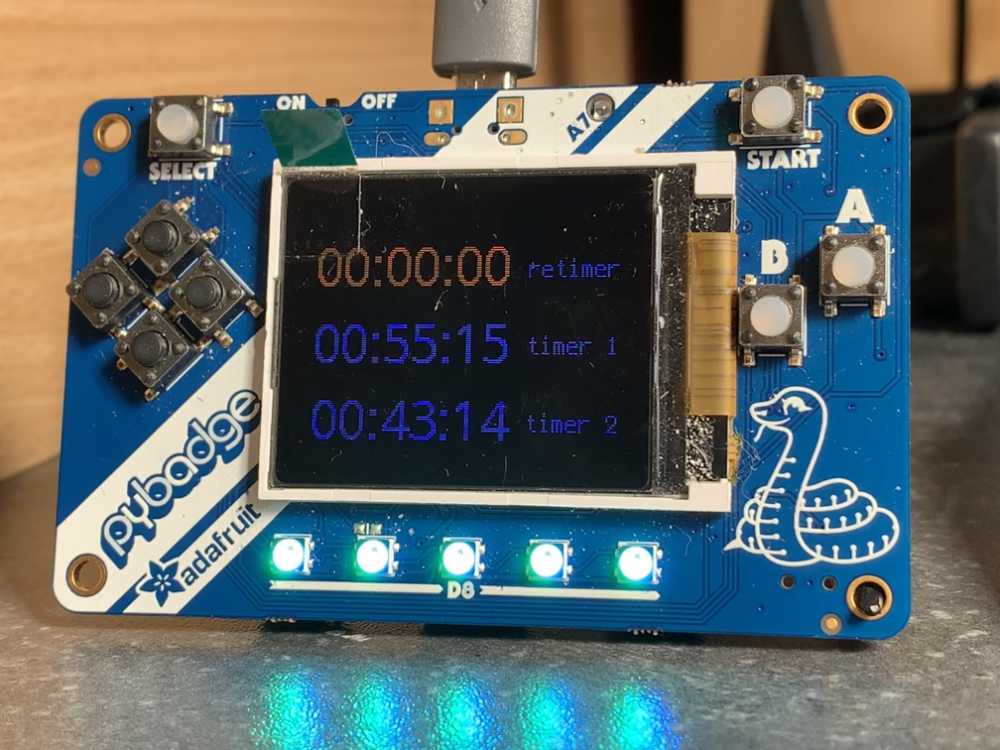 ON OFF
A7
SELECT
START
A
B
00:00:00 retimer
00:55:15 timer 1
00:43:14 timer 2
pybadge
adafruit
D8